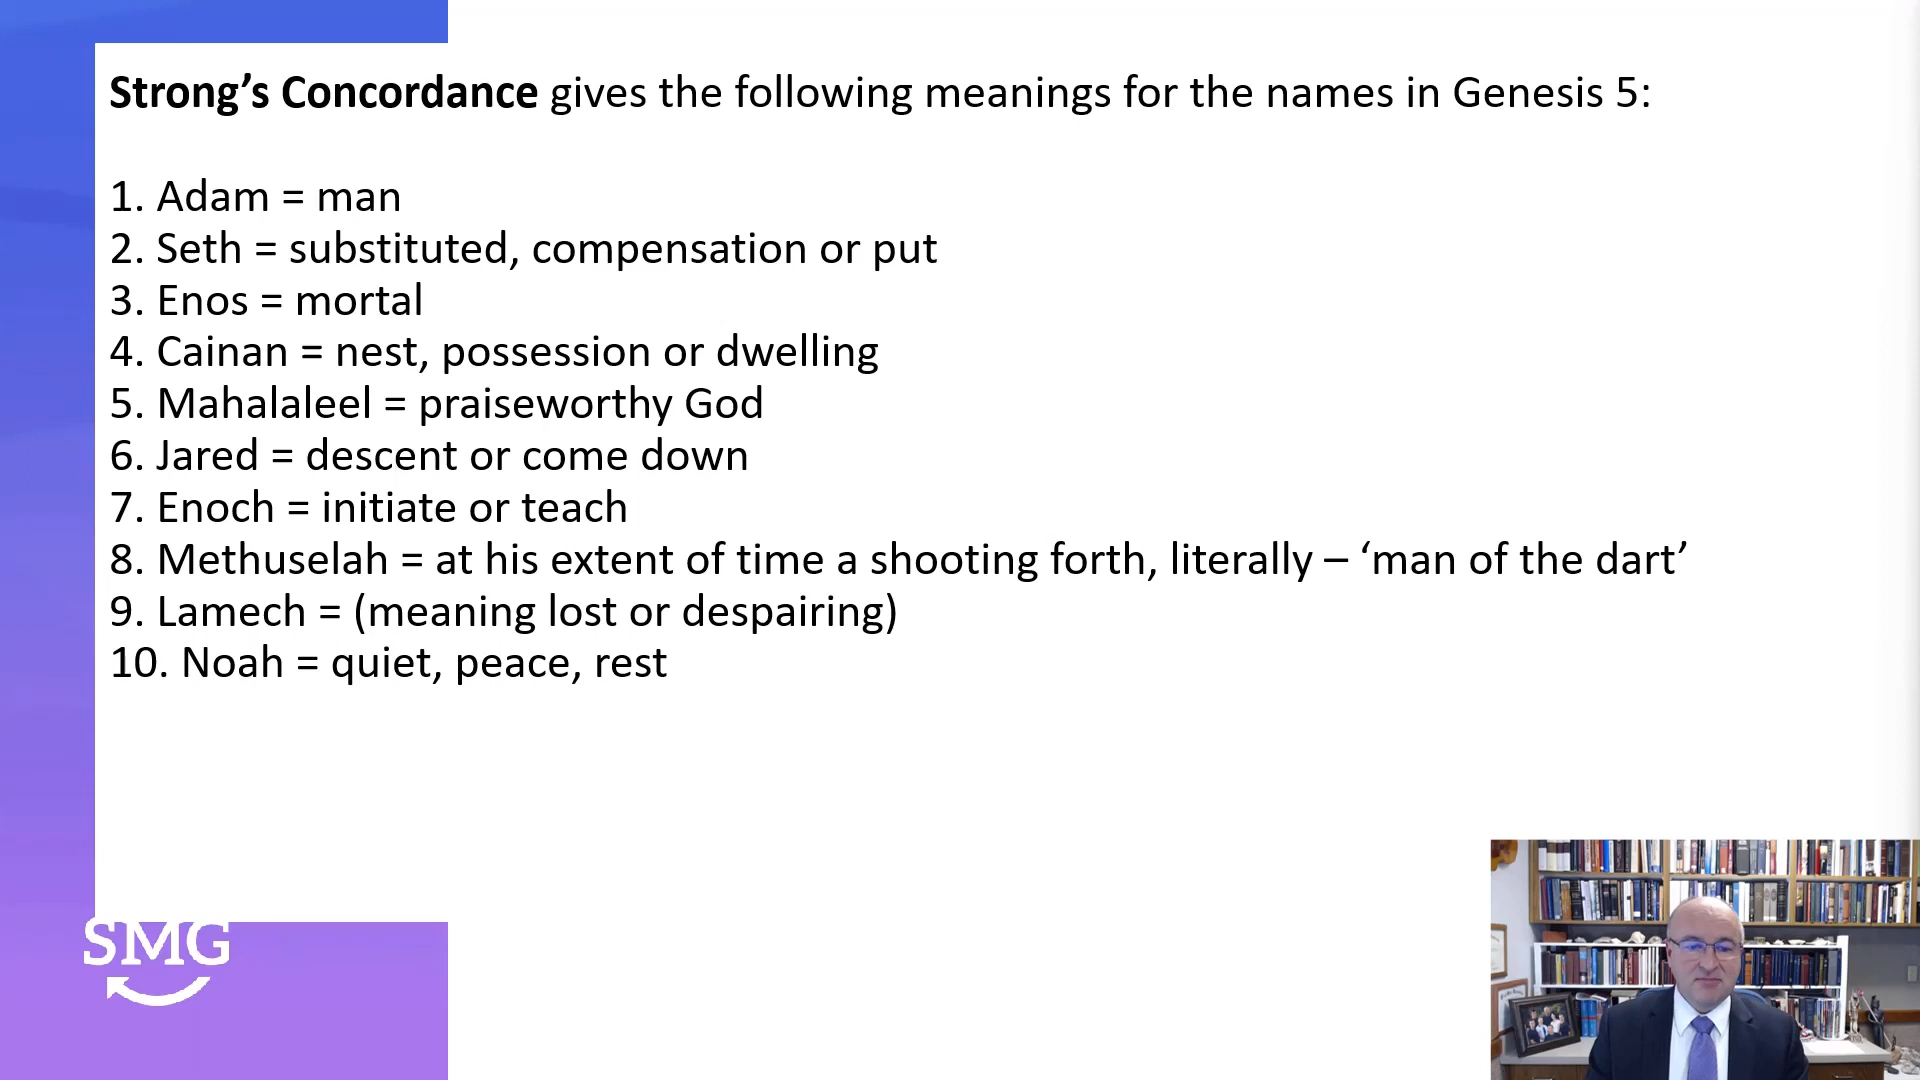 Strong’s Concordance gives the following meanings for the names in Genesis 5:
1. Adam = man
2. Seth = substituted, compensation or put
3. Enos = mortal
4. Cainan = nest, possession or dwelling
5. Mahalaleel = praiseworthy God
6. Jared = descent or come down
7. Enoch = initiate or teach
8. Methuselah = at his extent of time a shooting forth, literally – ‘man of the dart’
9. Lamech = (meaning lost or despairing)
10. Noah = quiet, peace, rest
SMG